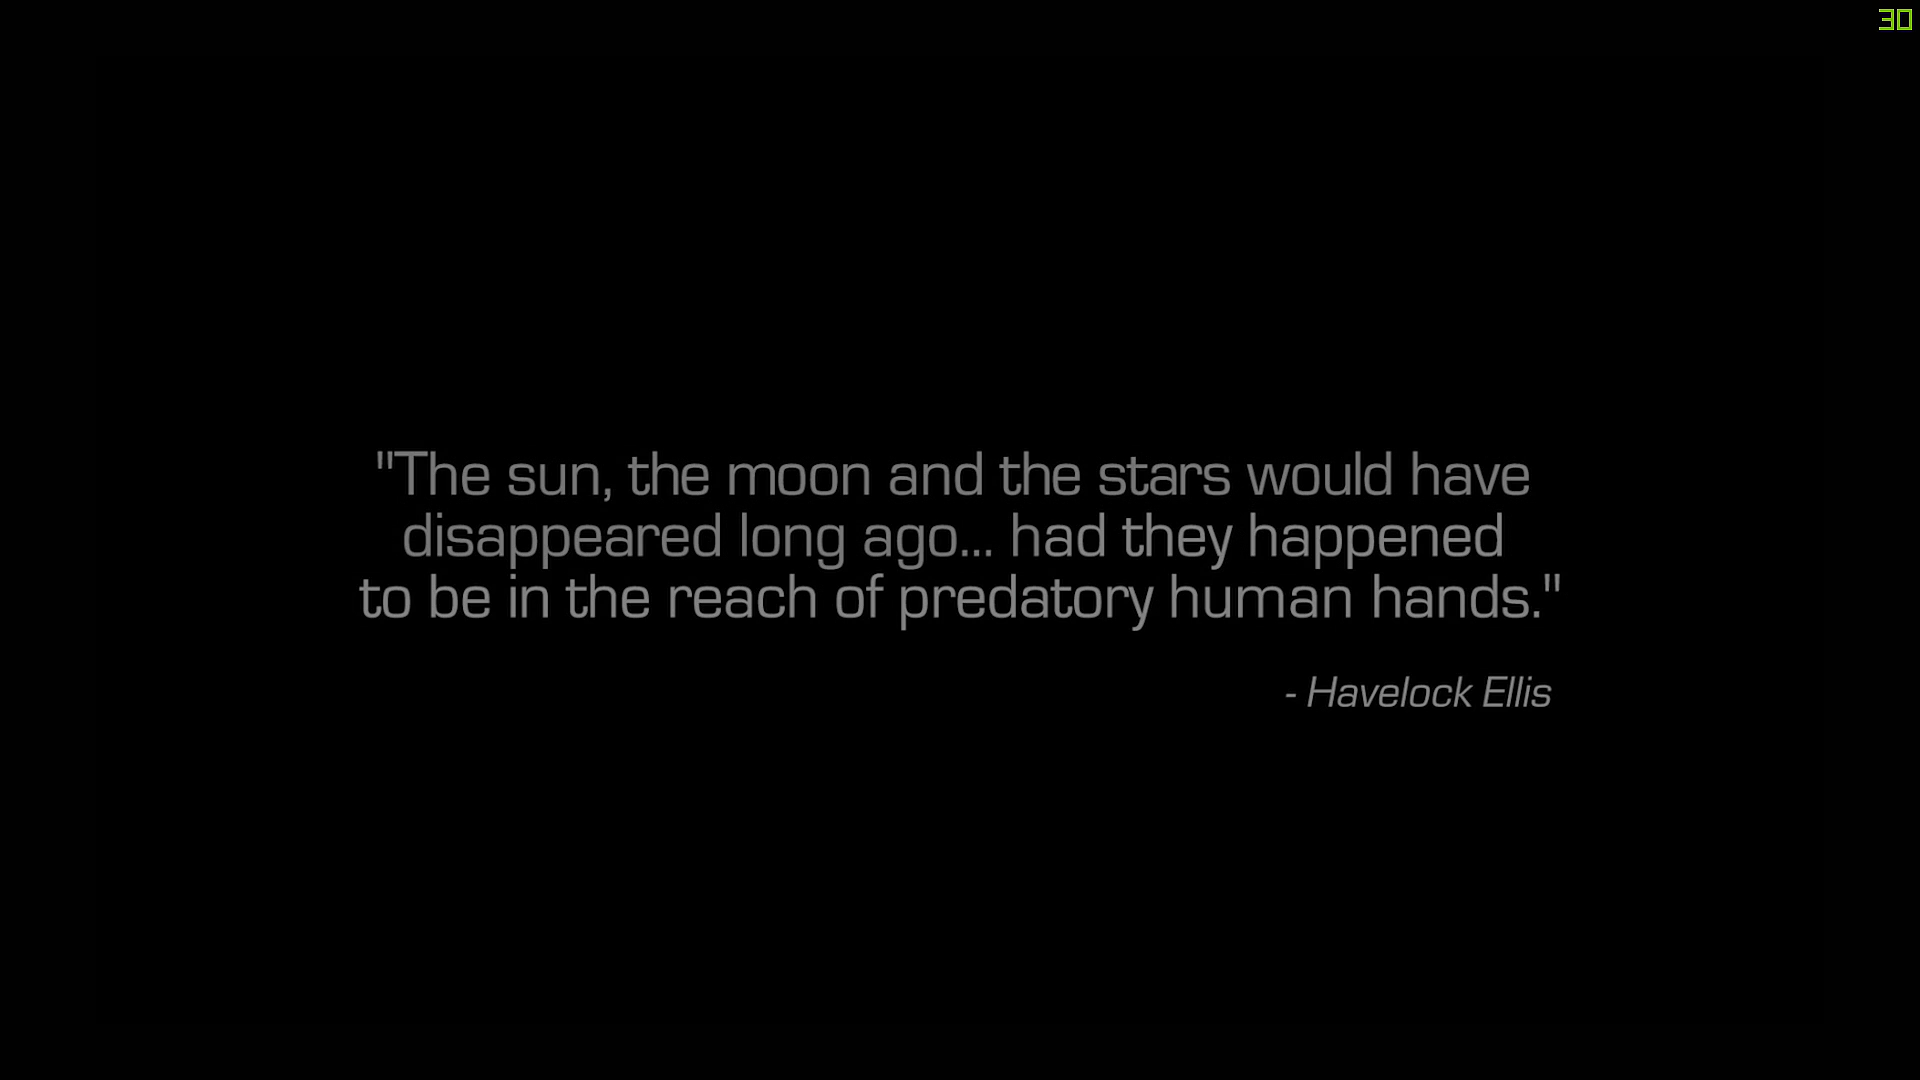 30
"The sun, the moon and the stars would have
disappeared long ago... had they happened
to be in the reach of predatory human hands."
- Havelock Ellis